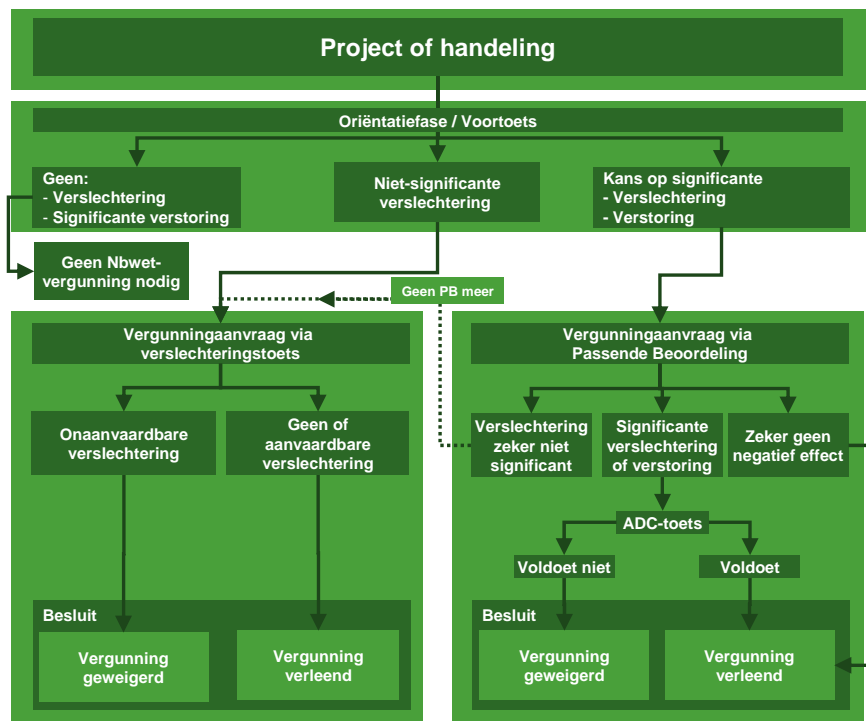 Project of handeling
Oriëntatiefase / Voortoets
Geen:
- Verslechtering
- Significante verstoring
Niet-significante
verslechtering
Kans op significante
- Verslechtering
- Verstoring
Geen Nbwet-
vergunning nodig
Geen PB meer
Vergunningaanvraag via
verslechteringstoets
Vergunningaanvraag via
Passende Beoordeling
Onaanvaardbare
verslechtering
Geen of
aanvaardbare
verslechtering
Verslechtering
zeker niet
significant
Significante
verslechtering
of verstoring
Zeker geen
negatief effect
ADC-toets
Voldoet niet
Voldoet
Besluit
Vergunning
geweigerd
Vergunning
verleend
Besluit
Vergunning
geweigerd
Vergunning
verleend